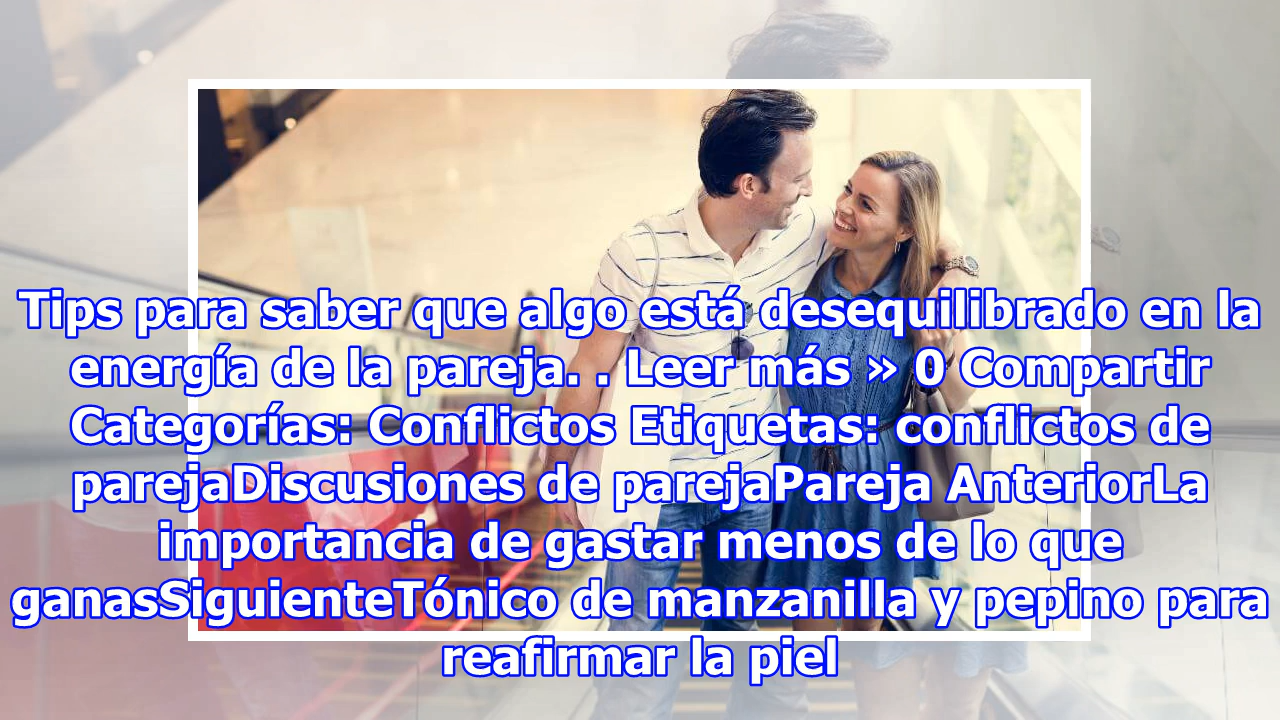 Tips para saber que algo está desequilibrado en la
energía de la pareja. . Leer más » 0 Compartir
Categorías: Conflictos Etiquetas: conflictos de
parejaDiscusiones de parejaPareja AnteriorLa
importancia de gastar menos de lo que
ganasSiguienteTónico de manzanilla y pepino para
reafirmar la piel